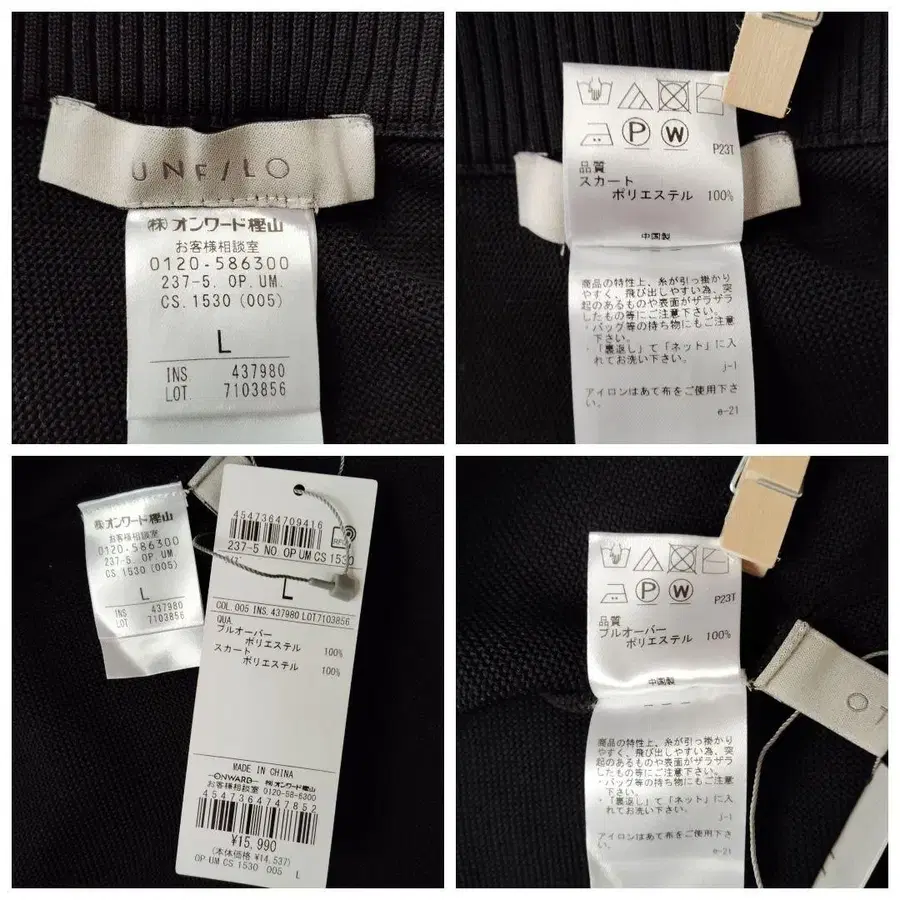 UNF/LO
㈱オンワード樫山
お客様相談室
0120-586300
237-5. OP. UM.
CS. 1530 (005)
L
INS 437980
LOT 7103856
P23T
品質
スカート
ポリエステル 100%
中国製
商品の特性上、糸が引っ掛かり
やすく、飛び出しやすい為、突
起のあるものや表面がザラザラ
したもの等にご注意下さい。
・バッグ等の持ち物にもご注意
下さい。
・「裏返し」て「ネット」に入
れてお洗い下さい。
j-1
アイロンはあて布をご使用下さ
い。
e-21
㈱オンワード樫山
お客様相談室
0120-586300
237-5. OP. UM
CS. 1530 (005)
L
INS 437980
LOT 7103856
4547364709416
237-5 NO.OP UM CS 1530
L
COL.005 INS.437980 LOT7103856
QUA.
プルオーバー
ポリエステル 100%
スカート
ポリエステル 100%
MADE IN CHINA
ONWARD ㈱オンワード樫山
お客様相談室 0120-58-6300
4547364747852
¥15,990
(本体価格 ¥14,537)
OP UM CS 1530 005 L
P23T
品質
プルオーバー
ポリエステル 100%
中国製
商品の特性上、糸が引っ掛かり
やすく、飛び出しやすい為、突
起のあるものや表面がザラザラ
したもの等にご注意下さい。
・バッグ等の持ち物にもご注意
下さい。
・「裏返し」て「ネット」に入
れてお洗い下さい。
j-1
アイロンはあて布をご使用下さ
い。
e-21